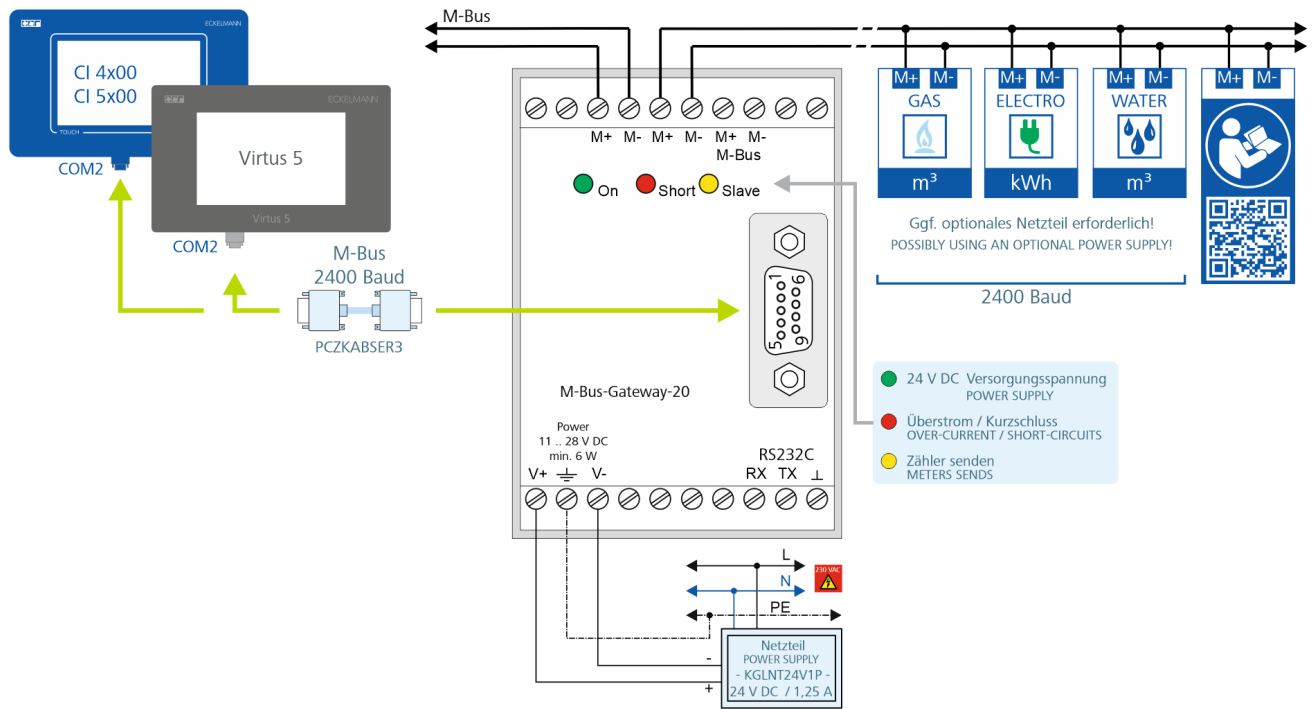 M-Bus
ECKELMANN
CI 4x00
CI 5x00
TOUCH
COM2
ECKELMANN
Virtus 5
Virtus 5
COM2
M-Bus
2400 Baud
PCZKABSER3
M+ M- M+ M- M+ M-
M-Bus
On
Short
Slave
1
6
5
9
M-Bus-Gateway-20
Power
11 .. 28 V DC
min. 6 W
V+ V-
RS232C
RX TX ⊥
M+ M-
GAS
m³
M+ M-
ELECTRO
kWh
M+ M-
WATER
m³
M+ M-
Ggf. optionales Netzteil erforderlich!
POSSIBLY USING AN OPTIONAL POWER SUPPLY!
2400 Baud
24 V DC Versorgungsspannung
POWER SUPPLY
Überstrom / Kurzschluss
OVER-CURRENT / SHORT-CIRCUITS
Zähler senden
METERS SENDS
L
N
PE
230 VAC
Netzteil
POWER SUPPLY
- KGLNT24V1P -
24 V DC / 1,25 A
-
+